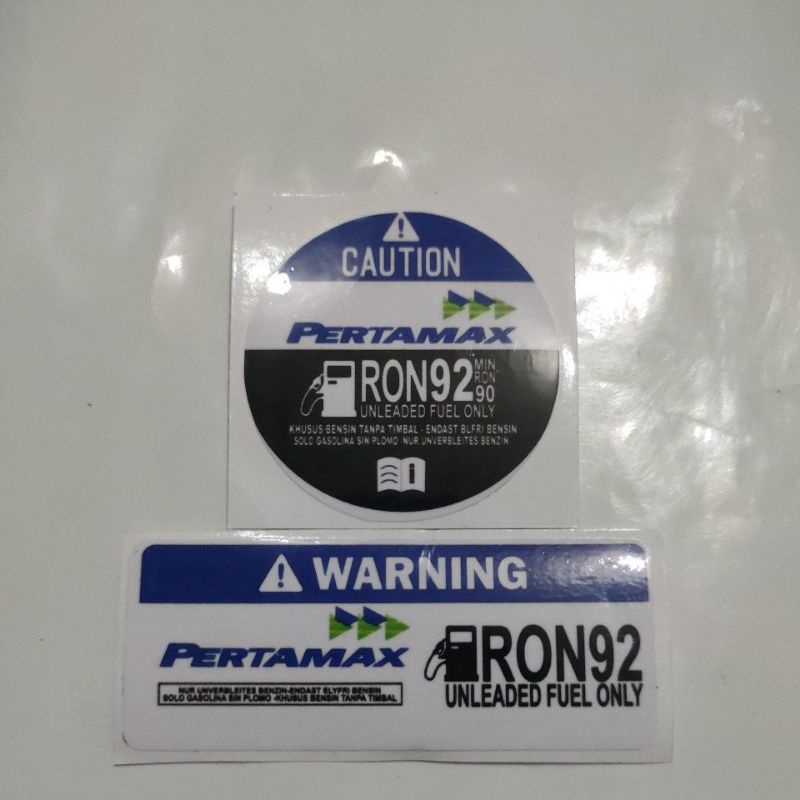 CAUTION
PERTAMAX
RON92 MIN RON 90
UNLEADED FUEL ONLY
KHUSUS BENSIN TANPA TIMBAL - ENDAST BLFRI BENSIN
SOLO GASOLINA SIN PLOMO -NUR UNVERBLEITES BENZIN
i
WARNING
PERTAMAX
RON92
UNLEADED FUEL ONLY
NUR UNVERBLEITES BENZIN-ENDAST ELYFRI BENSIN
SOLO GASOLINA SIN PLOMO -KHUSUS BENSIN TANPA TIMBAL